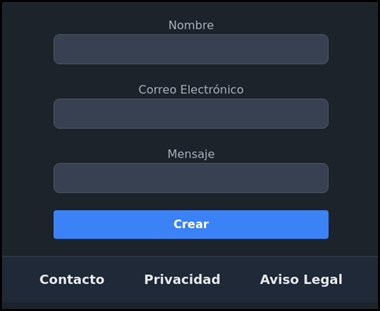 Nombre
Correo Electrónico
Mensaje
Crear
Contacto Privacidad Aviso Legal